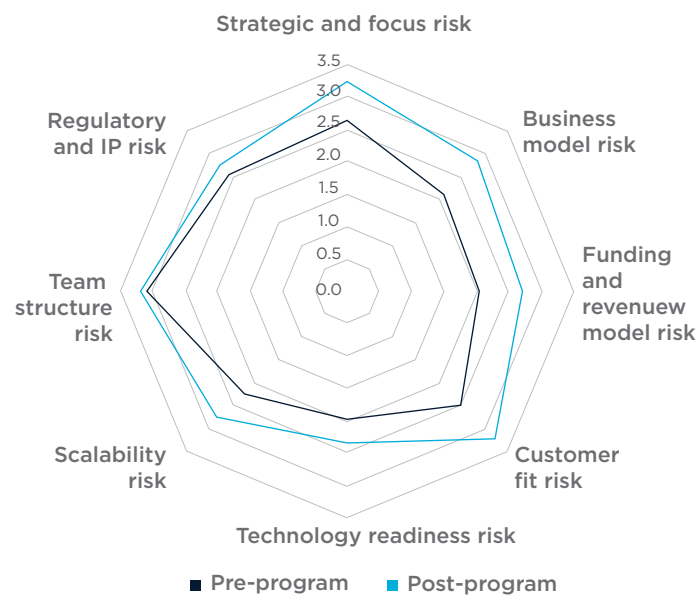 Strategic and focus risk
3.5
3.0
2.5
2.0
1.5
1.0
0.5
0.0
Business
model risk
Funding
and
revenuew
model risk
Customer
fit risk
Technology readiness risk
Scalability
risk
Team
structure
risk
Regulatory
and IP risk
Pre-program
Post-program